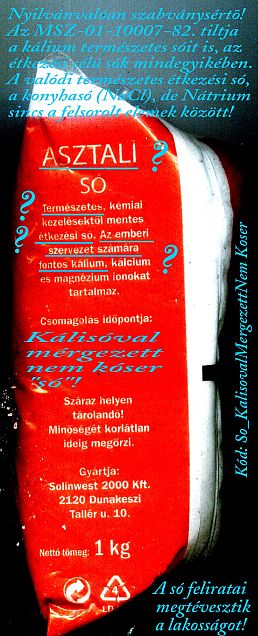 Nyilvánvalóan szabványsértő!
Az MSZ-01-10007-82. tiltja
a kálium természetes sóit is, az
étkezési célú sók mindegyikében.
A valódi természetes étkezési só,
a konyhasó (NaCl), de Nátrium
sincs a felsorolt elemek között!
ASZTALI ?
SÓ
? Természetes, kémiai
kezelésektől mentes
? étkezési só. Az emberi
szervezet számára
fontos kálium, kálcium ?
és magnézium ionokat
tartalmaz.
Csomagolás időpontja:
Kálisóval
mérgezett
nem kóser
"só"!
Száraz helyen
tárolandó!
Minőségét korlátlan
ideig megőrzi.
Gyártja:
Solinwest 2000 Kft.
2120 Dunakeszi
Tallér u. 10.
Nettó tömeg: 1 kg
4
Kód: So_KalisovalMergezettNem Koser
A só feliratai
megtévesztik
a lakosságot!